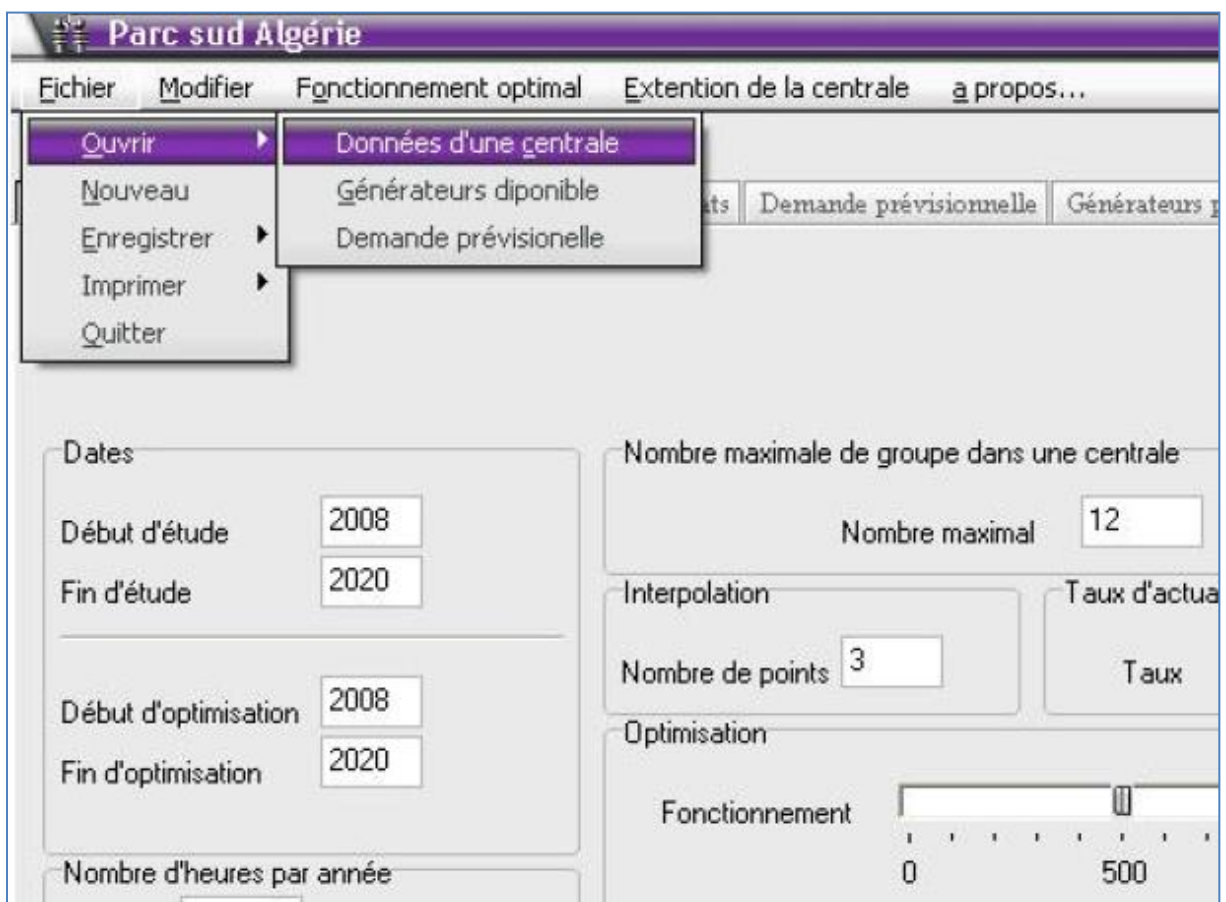 Parc sud Algérie
Fichier Modifier Fonctionnement optimal Extention de la centrale a propos...
Ouvrir
Nouveau
Enregistrer
Imprimer
Quitter
Données d'une centrale
Générateurs diponible
Demande prévisionelle
Demande prévisionnelle Générateurs
Dates
Début d'étude 2008
Fin d'étude 2020
Début d'optimisation 2008
Fin d'optimisation 2020
Nombre d'heures par année
Nombre maximale de groupe dans une centrale
Nombre maximal 12
Interpolation
Nombre de points 3
Taux d'actua
Taux
Optimisation
Fonctionnement
0 500